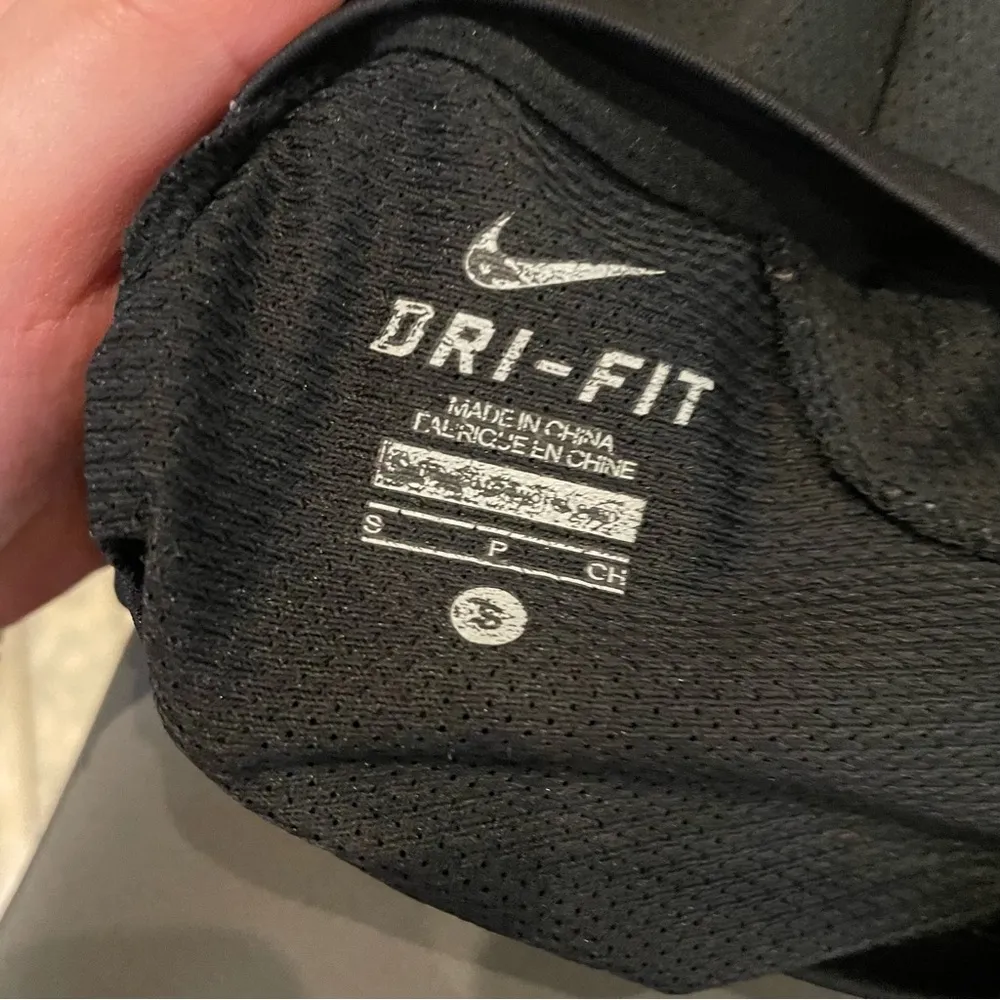 DRI-FIT
MADE IN CHINA
FABRIQUE EN CHINE
S P CH
S